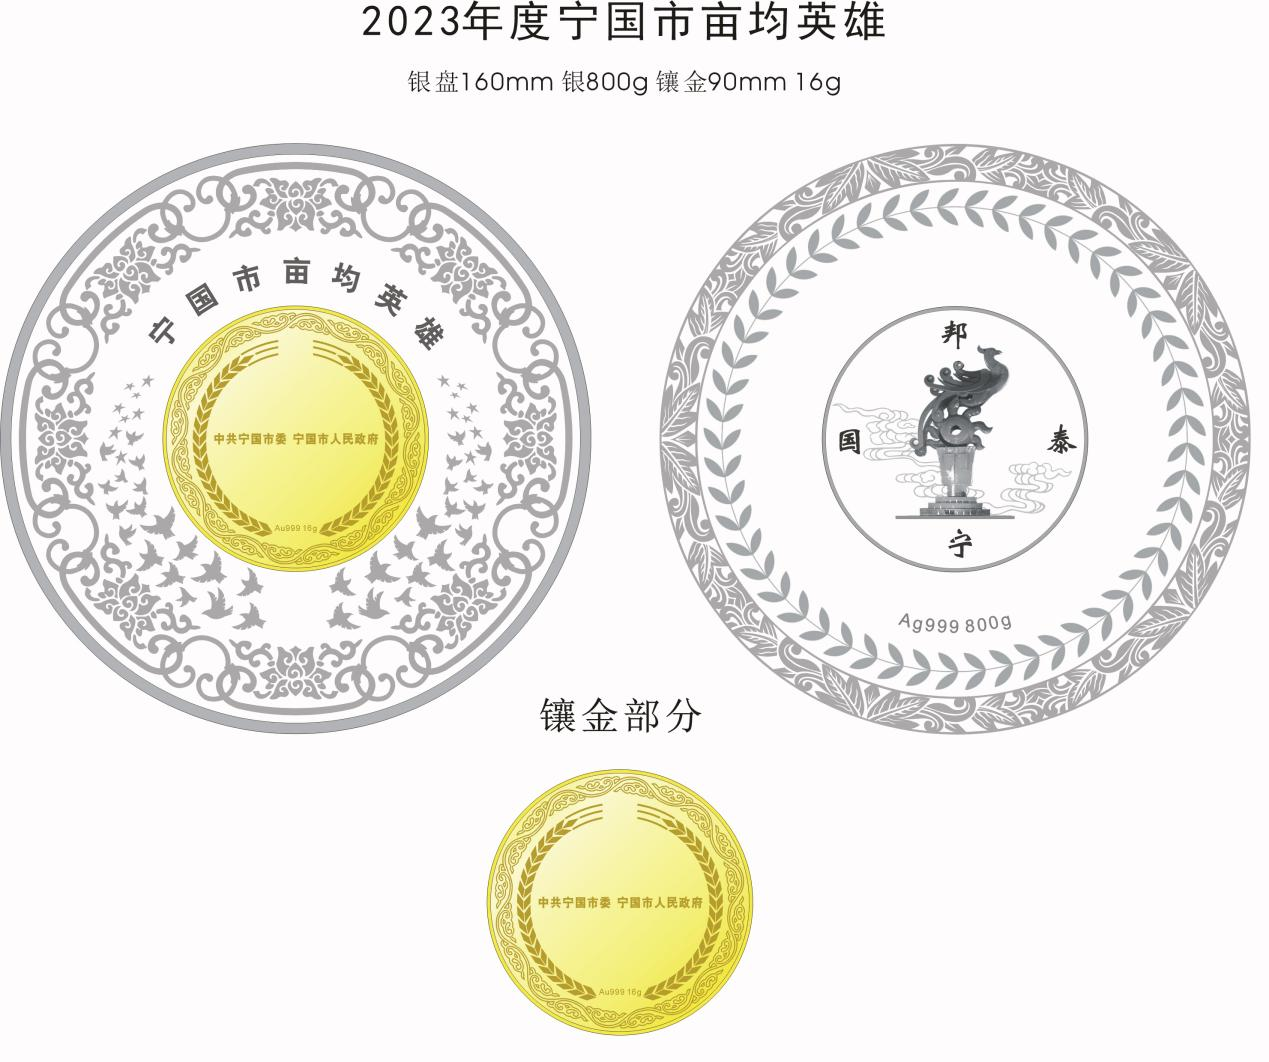 2023年度宁国市亩均英雄
银盘160mm 银800g 镶金90mm 16g
宁国市亩均英雄
中共宁国市委 宁国市人民政府
Au999 16g
邦
国 泰
宁
Ag999 800g
镶金部分
中共宁国市委 宁国市人民政府
Au999 16g